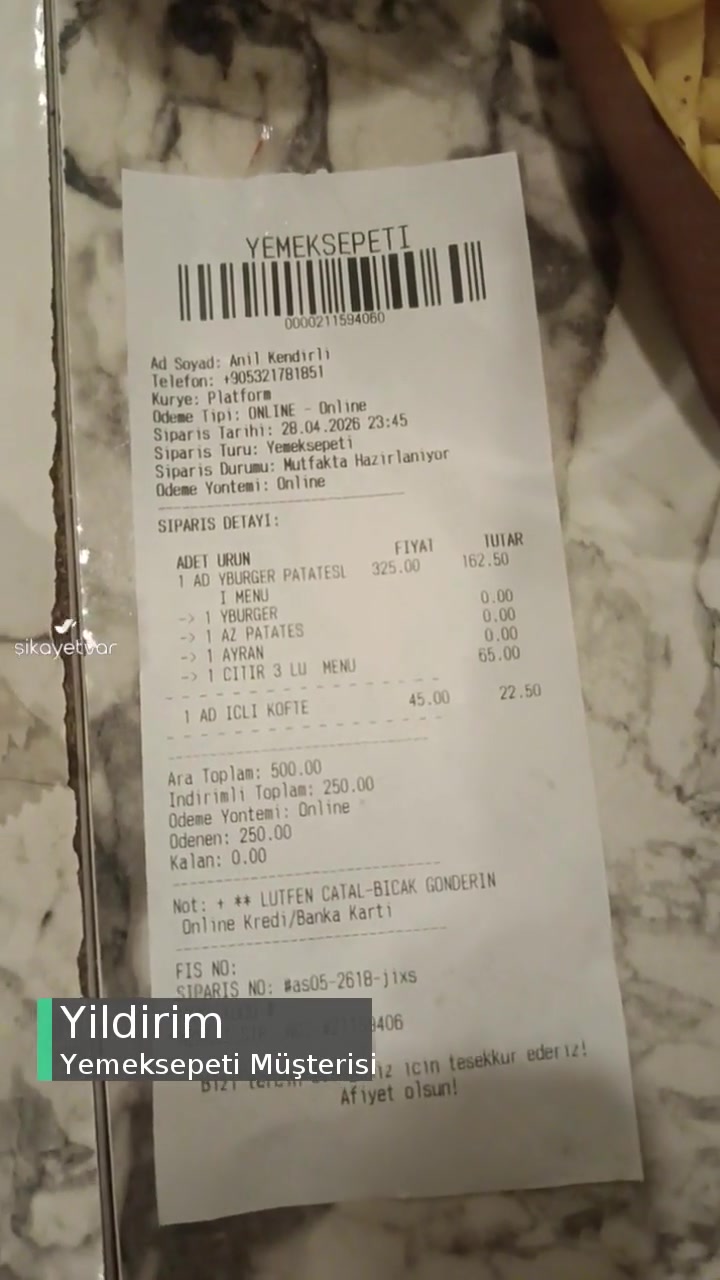 YEMEKSEPETI
0000211594060
Ad Soyad: Anil Kendirli
Telefon: +905321781851
Kurye: Platform
Odeme Tipi: ONLINE - Online
Siparis Tarihi: 28.04.2026 23:45
Siparis Turu: Yemeksepeti
Siparis Durumu: Mutfakta Hazirlaniyor
Odeme Yontemi: Online
SIPARIS DETAYI:
ADET URUN FIYAT TUTAR
1 AD YBURGER PATATESL 325.00 162.50
I MENU
-> 1 YBURGER 0.00
-> 1 AZ PATATES 0.00
-> 1 AYRAN 0.00
-> 1 CITIR 3 LU MENU 65.00
1 AD ICLI KOFTE 45.00 22.50
Ara Toplam: 500.00
Indirimli Toplam: 250.00
Odeme Yontemi: Online
Odenen: 250.00
Kalan: 0.00
Not: + ** LUTFEN CATAL-BICAK GONDERIN
Online Kredi/Banka Karti
FIS NO:
SIPARIS NO: #as05-2618-jixs
Bizi icin tesekkur ederiz!
Afiyet olsun!
sikayetvar
Yildirim
Yemeksepeti Müşterisi